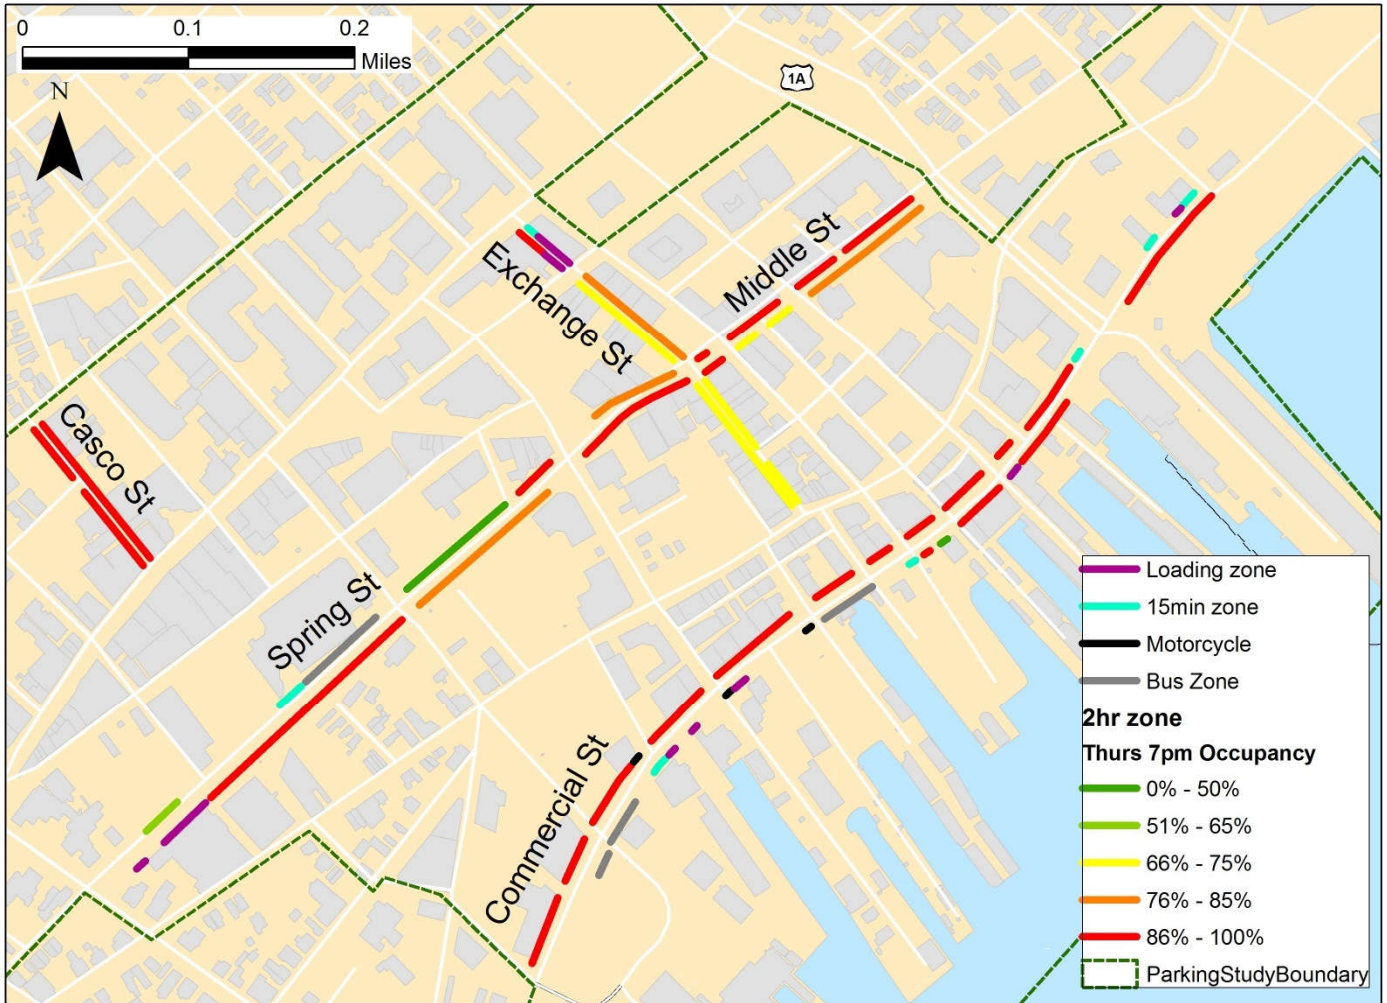 0 0.1 0.2
Miles
N
1A
Exchange St
Middle St
Casco St
Spring St
Commercial St
Loading zone
15min zone
Motorcycle
Bus Zone
2hr zone
Thurs 7pm Occupancy
0% - 50%
51% - 65%
66% - 75%
76% - 85%
86% - 100%
ParkingStudyBoundary